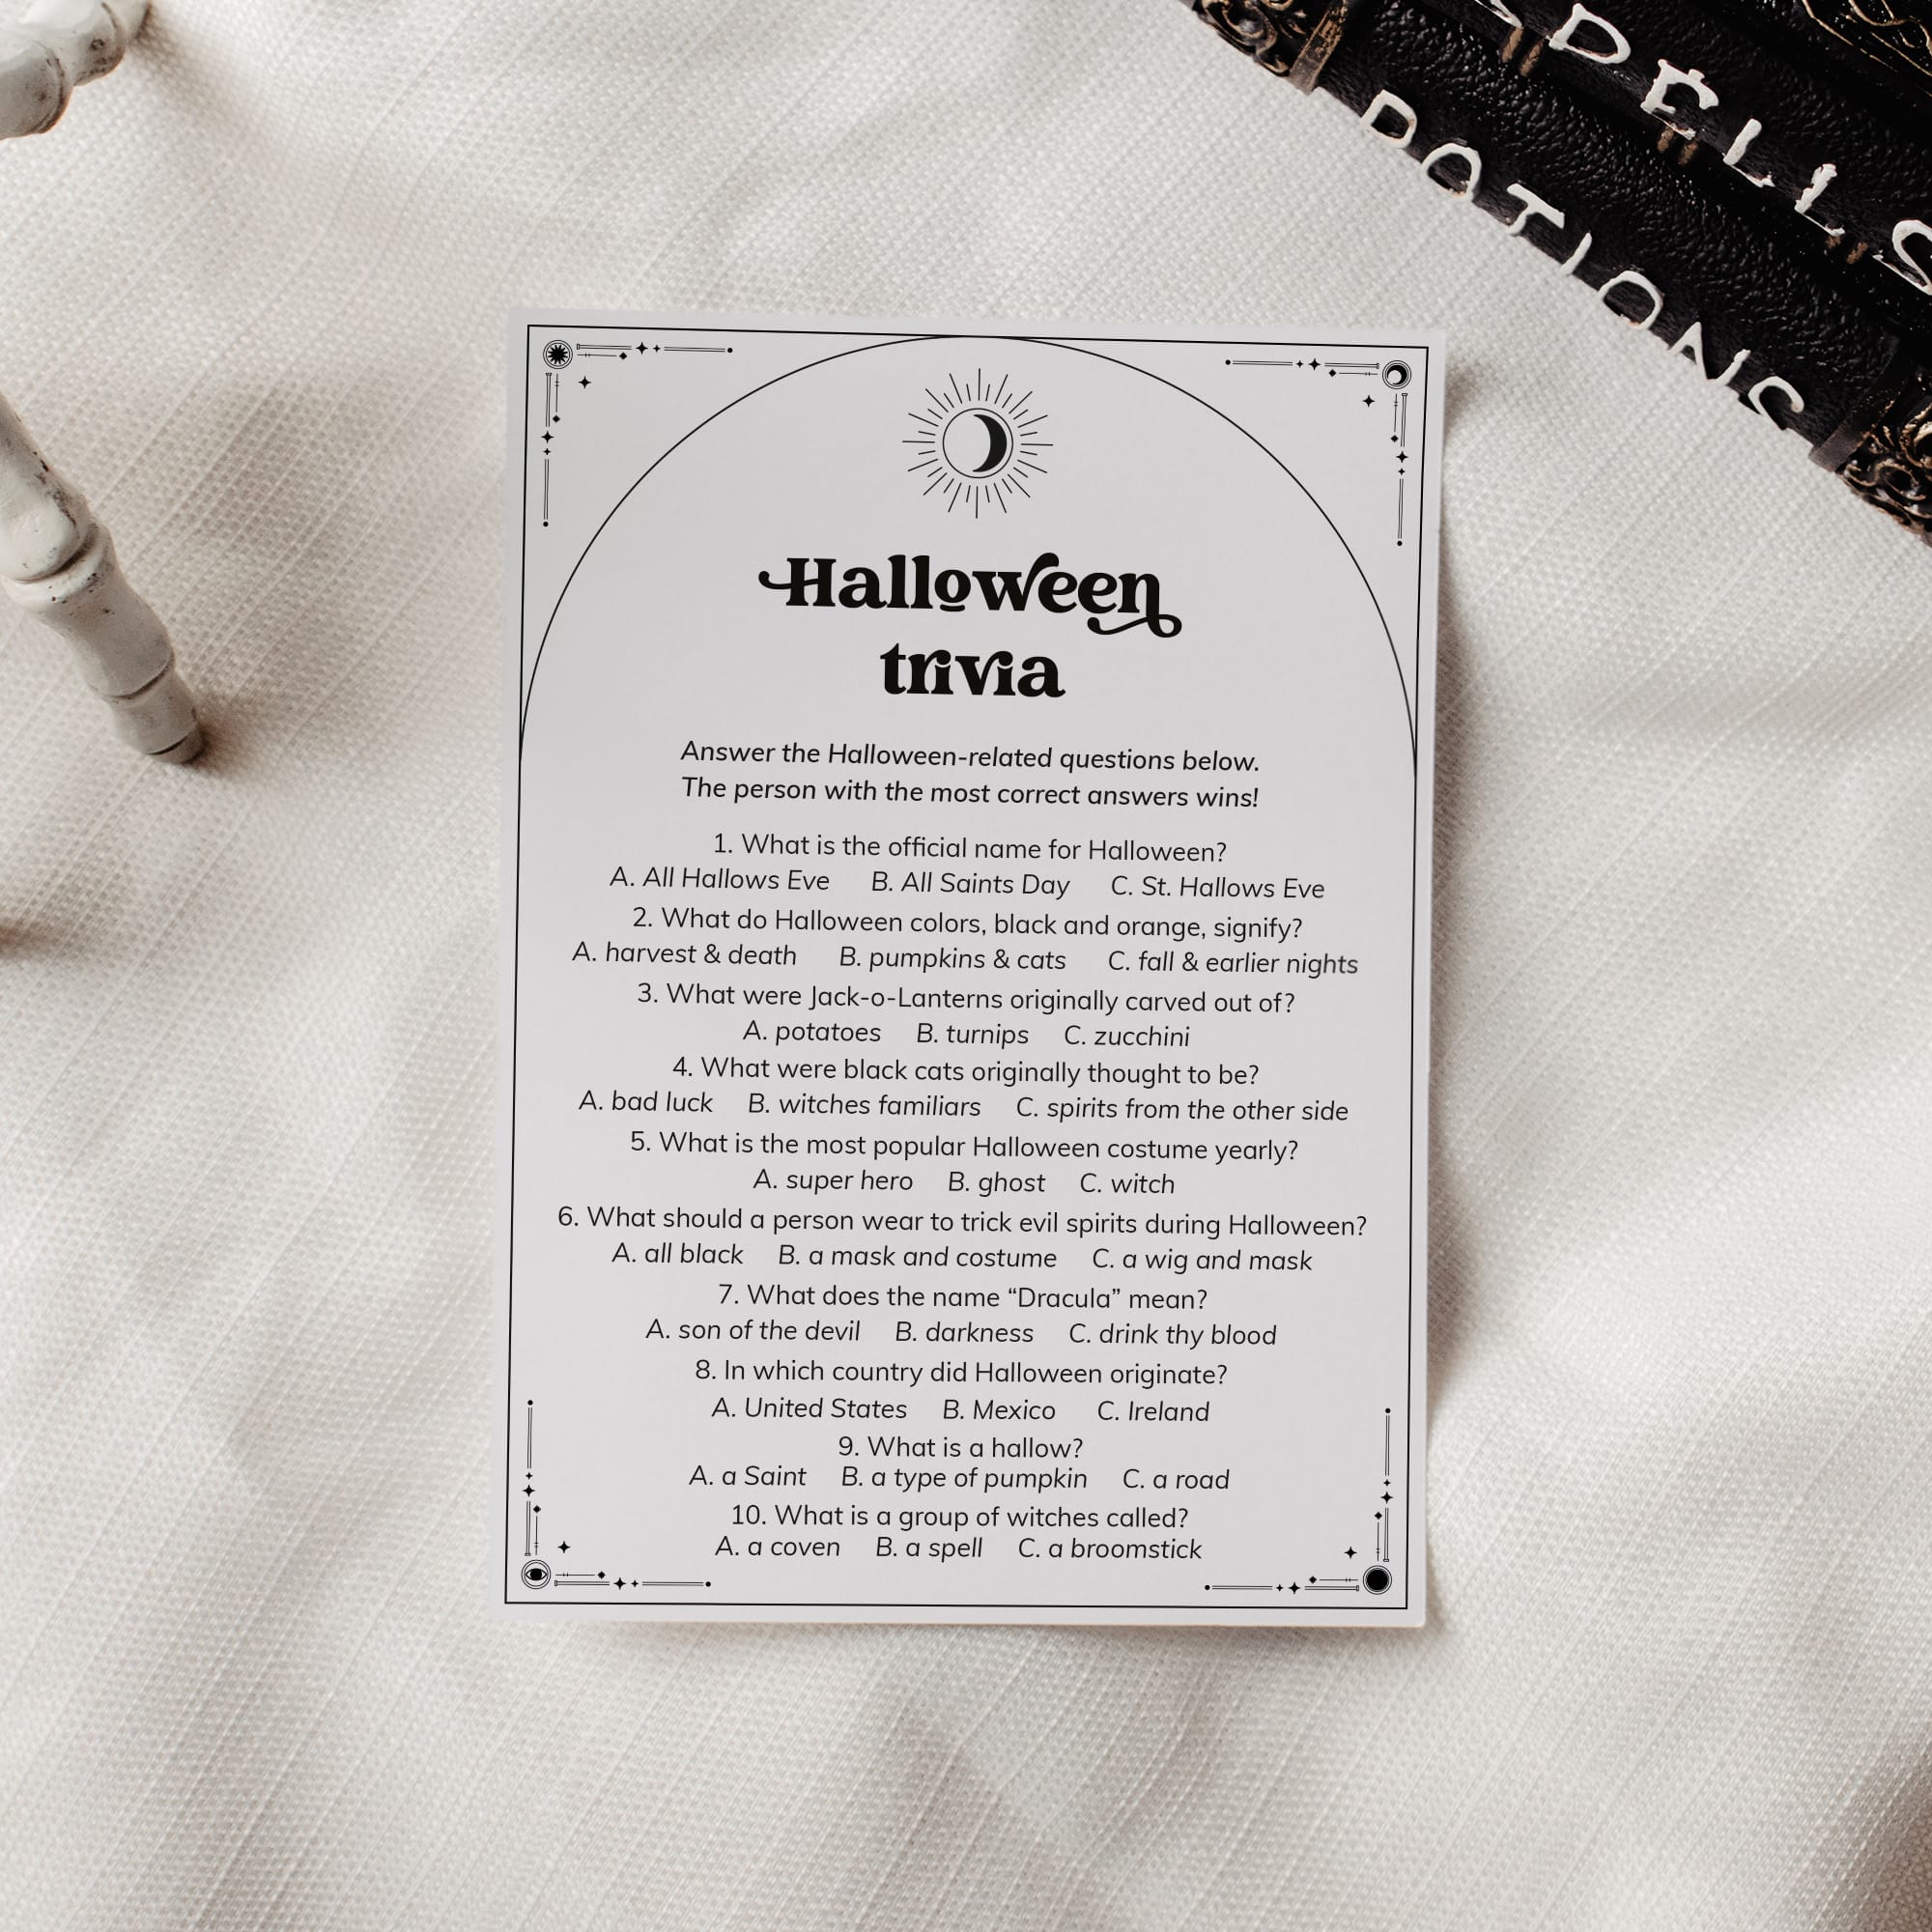 SPELLS
POTIONS
Halloween
trivia
Answer the Halloween-related questions below.
The person with the most correct answers wins!
1. What is the official name for Halloween?
A. All Hallows Eve B. All Saints Day C. St. Hallows Eve
2. What do Halloween colors, black and orange, signify?
A. harvest & death B. pumpkins & cats C. fall & earlier nights
3. What were Jack-o-Lanterns originally carved out of?
A. potatoes B. turnips C. zucchini
4. What were black cats originally thought to be?
A. bad luck B. witches familiars C. spirits from the other side
5. What is the most popular Halloween costume yearly?
A. super hero B. ghost C. witch
6. What should a person wear to trick evil spirits during Halloween?
A. all black B. a mask and costume C. a wig and mask
7. What does the name “Dracula” mean?
A. son of the devil B. darkness C. drink thy blood
8. In which country did Halloween originate?
A. United States B. Mexico C. Ireland
9. What is a hallow?
A. a Saint B. a type of pumpkin C. a road
10. What is a group of witches called?
A. a coven B. a spell C. a broomstick